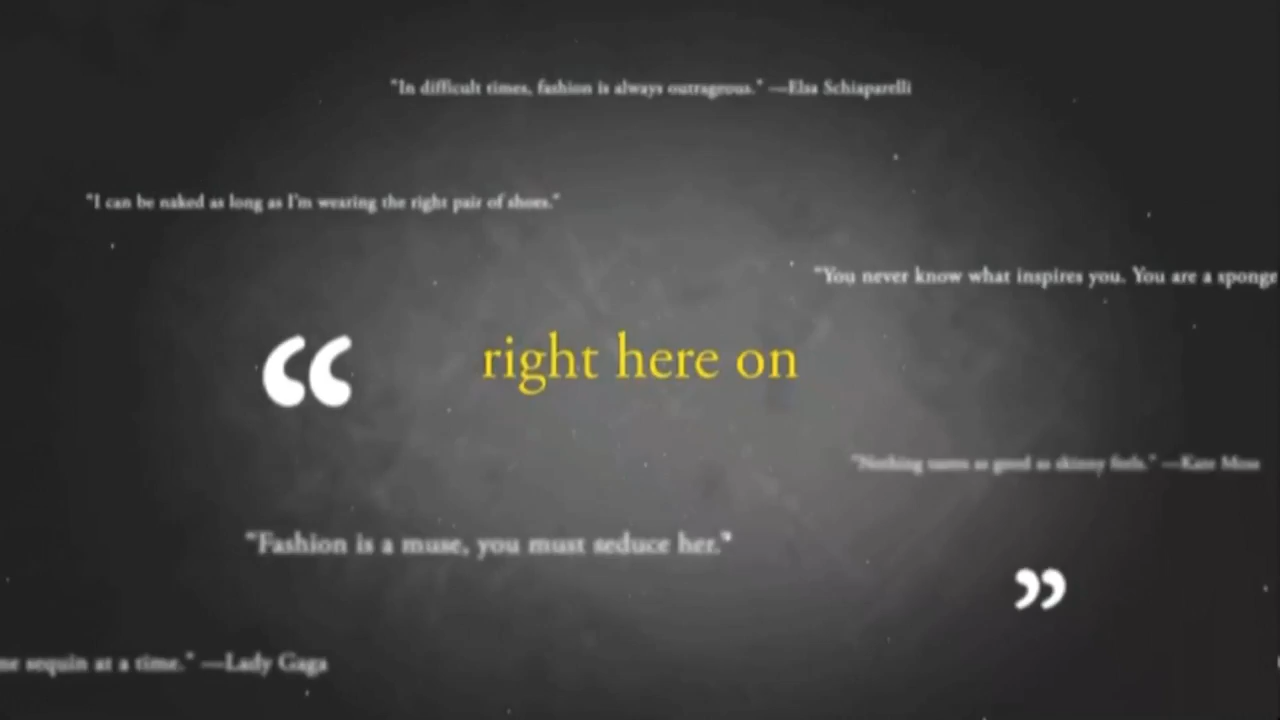 "In difficult times, fashion is always outrageous." —Elsa Schiaparelli
"I can be naked as long as I'm wearing the right pair of shoes."
"You never know what inspires you. You are a sponge
“
right here on
"Nothing tastes as good as skinny feels." —Kate Moss
"Fashion is a muse, you must seduce her."
”
sequin at a time." —Lady Gaga